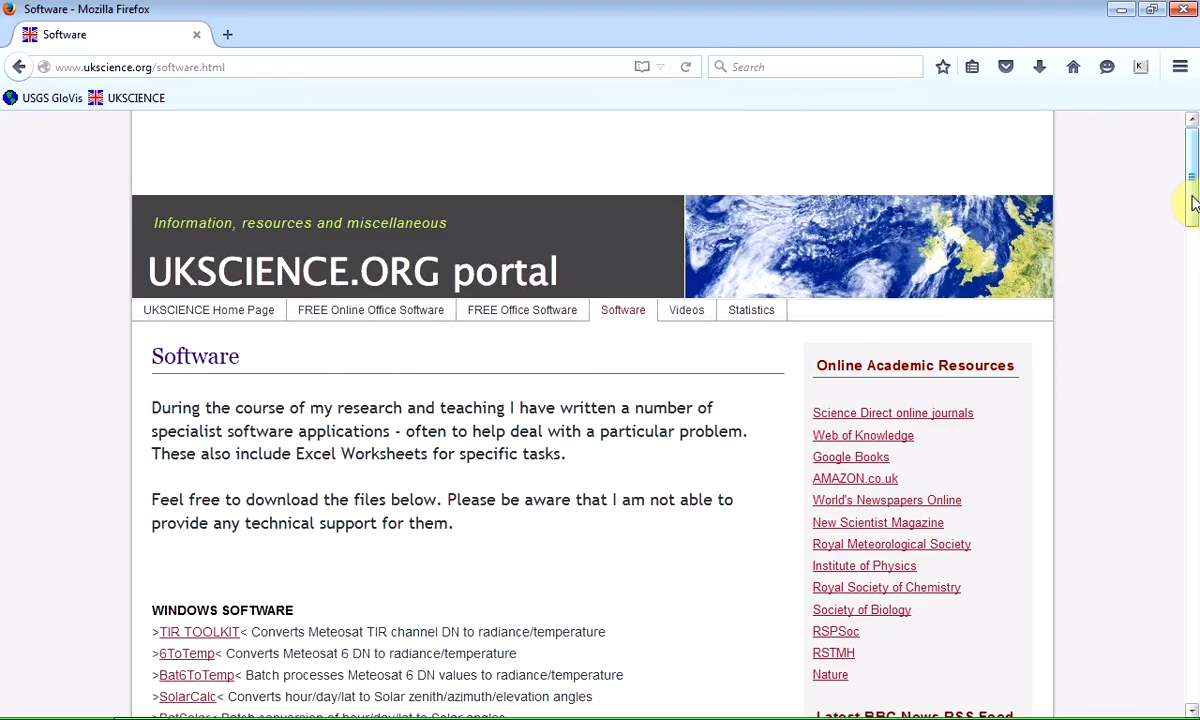 Software - Mozilla Firefox
Software
www.ukscience.org/software.html
Search
USGS GloVis
UKSCIENCE
Information, resources and miscellaneous
UKSCIENCE.ORG portal
UKSCIENCE Home Page
FREE Online Office Software
FREE Office Software
Software
Videos
Statistics
Software
During the course of my research and teaching I have written a number of
specialist software applications - often to help deal with a particular problem.
These also include Excel Worksheets for specific tasks.
Feel free to download the files below. Please be aware that I am not able to
provide any technical support for them.
WINDOWS SOFTWARE
>TIR TOOLKIT< Converts Meteosat TIR channel DN to radiance/temperature
>6ToTemp< Converts Meteosat 6 DN to radiance/temperature
>Bat6ToTemp< Batch processes Meteosat 6 DN values to radiance/temperature
>SolarCalc< Converts hour/day/lat to Solar zenith/azimuth/elevation angles
>BatSolar< Batch conversion of hour/day/lat to Solar angles
Online Academic Resources
Science Direct online journals
Web of Knowledge
Google Books
AMAZON.co.uk
World's Newspapers Online
New Scientist Magazine
Royal Meteorological Society
Institute of Physics
Royal Society of Chemistry
Society of Biology
RSPSoc
RSTMH
Nature
Latest BBC News RSS Feed